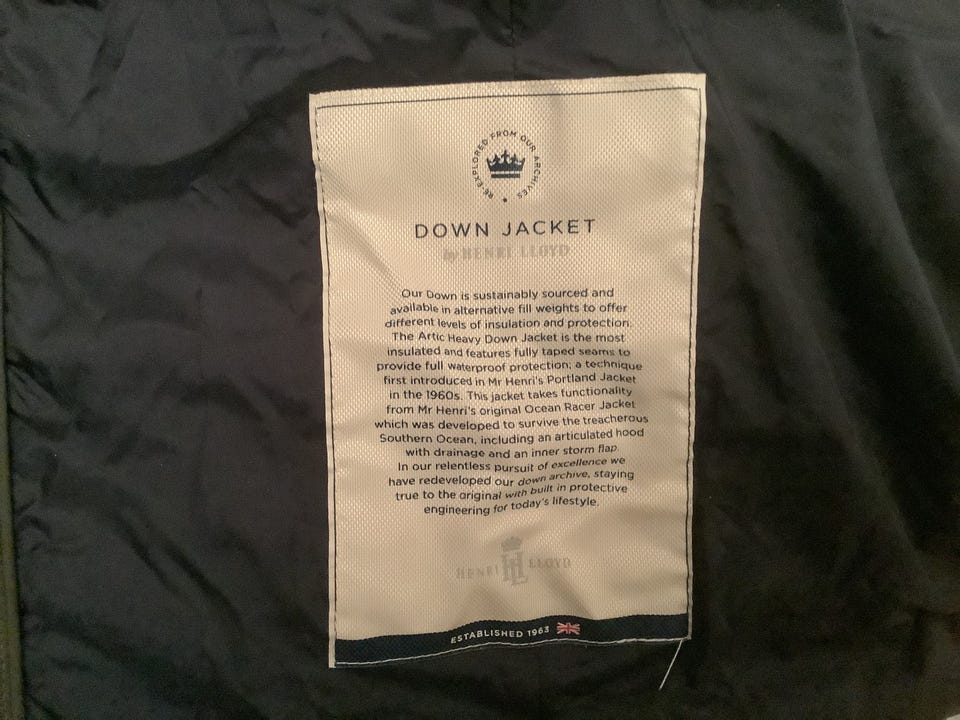 RE-EXPLORED FROM OUR ARCHIVES
DOWN JACKET
by HENRI LLOYD
Our Down is sustainably sourced and
available in alternative fill weights to offer
different levels of insulation and protection.
The Artic Heavy Down Jacket is the most
insulated and features fully taped seams to
provide full waterproof protection; a technique
first introduced in Mr Henri's Portland Jacket
in the 1960s. This jacket takes functionality
from Mr Henri's original Ocean Racer Jacket
which was developed to survive the treacherous
Southern Ocean, including an articulated hood
with drainage and an inner storm flap.
In our relentless pursuit of excellence we
have redeveloped our down archive, staying
true to the original with built in protective
engineering for today's lifestyle.
HENRI HL LLOYD
ESTABLISHED 1963